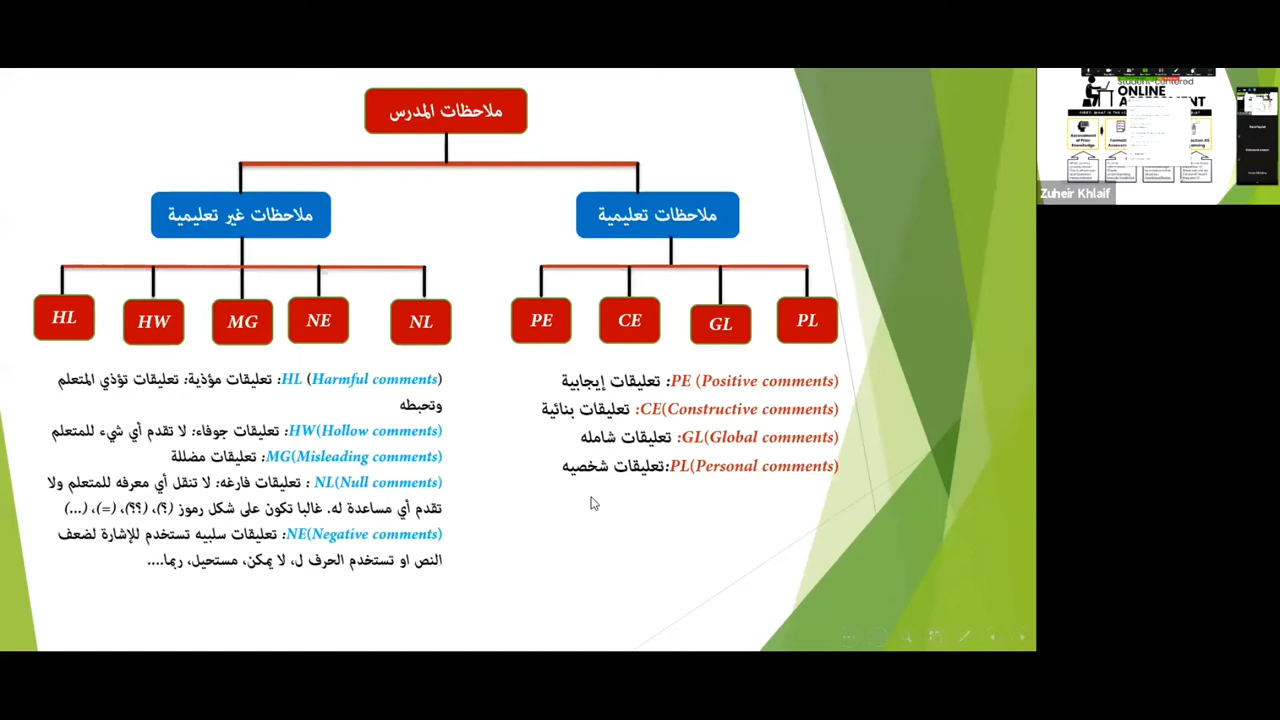 ملاحظات المدرس
ملاحظات تعليمية
ملاحظات غير تعليمية
PL
GL
CE
PE
NL
NE
MG
HW
HL
PE (Positive comments): تعليقات إيجابية
CE(Constructive comments): تعليقات بنائية
GL(Global comments): تعليقات شامله
PL(Personal comments):تعليقات شخصيه
HL (Harmful comments): تعليقات مؤذية: تعليقات تؤذي المتعلم
وتحبطه
HW(Hollow comments): تعليقات جوفاء: لا تقدم أي شيء للمتعلم
MG(Misleading comments): تعليقات مضللة
NL(Null comments) : تعليقات فارغه: لا تنقل أي معرفه للمتعلم ولا
تقدم أي مساعدة له. غالبا تكون على شكل رموز (؟)، (؟؟)، (=)، (...)
NE(Negative comments): تعليقات سلبيه تستخدم للإشارة لضعف
النص او تستخدم الحرف ل، لا يمكن، مستحيل، ربما....
ONLINE
Assessment
of Prior
Knowledge
Zuheir Khlaif